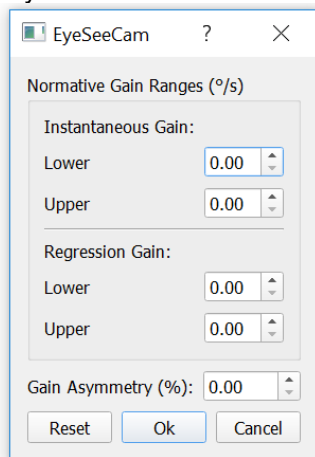 EyeSeeCam ?
Normative Gain Ranges (°/s)
Instantaneous Gain:
Lower 0.00
Upper 0.00
Regression Gain:
Lower 0.00
Upper 0.00
Gain Asymmetry (%): 0.00
Reset Ok Cancel